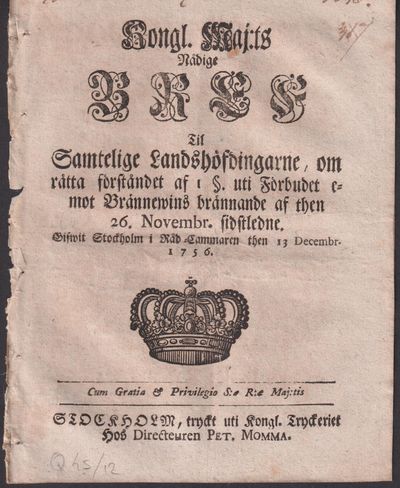 Kongl. Maj:ts
Nådige
BREF
Til
Samtelige Landshöfdingarne, om
rätta förståndet af 1 §. uti Förbudet e-
mot Brännewins brännande af then
26. Novembr. sidstledne.
Gifwit Stockholm i Råd-Cammaren then 13 Decembr.
1756.
Cum Gratia & Privilegio S:æ R:æ Maj:tis
STOCKHOLM, tryckt uti Kongl. Tryckeriet
Hos Directeuren PET. MOMMA.